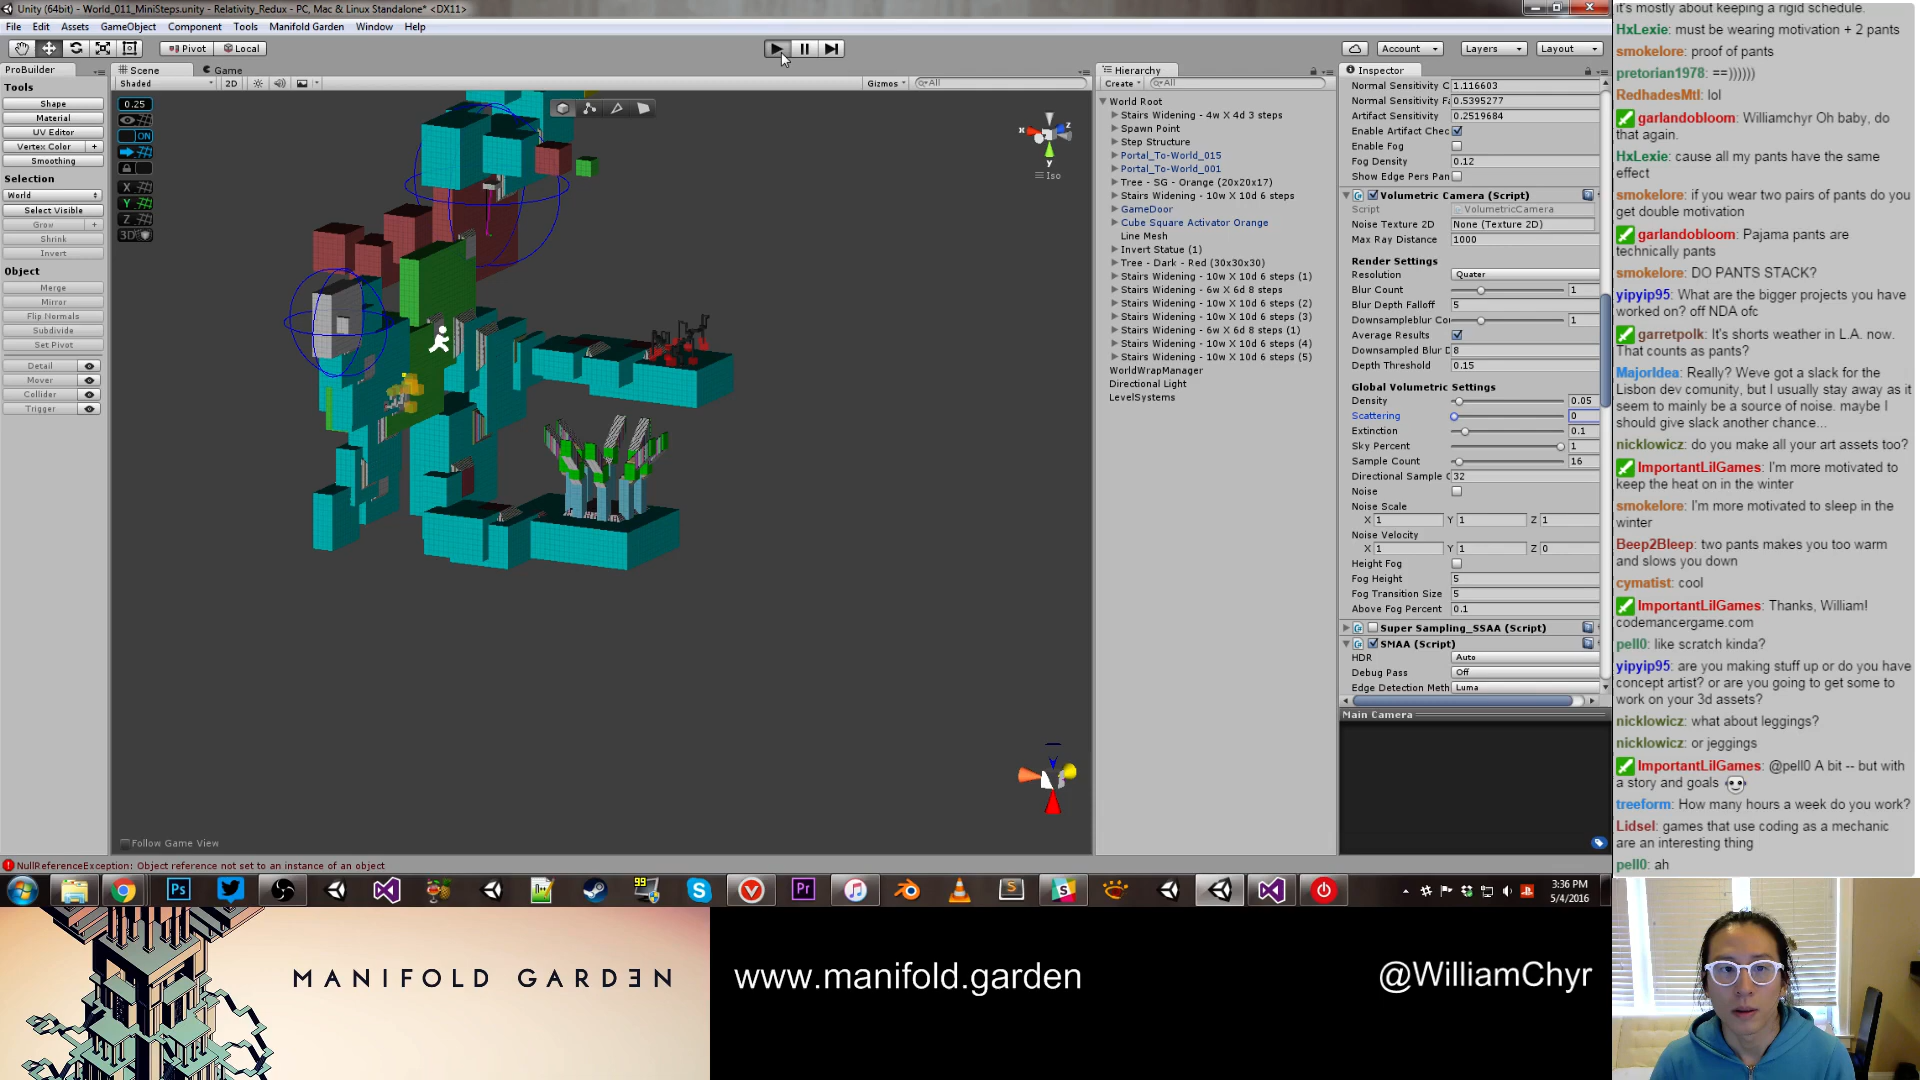 Unity (64bit) - World_011_MiniSteps.unity - Relativity_Redux - PC, Mac & Linux Standalone* <DX11>
File Edit Assets GameObject Component Tools Manifold Garden Window Help
Pivot Local
Account Layers Layout
ProBuilder
Tools
Shape
Material
UV Editor
Vertex Color +
Smoothing
Selection
World
Select Visible
Grow +
Shrink
Invert
Object
Merge
Mirror
Flip Normals
Subdivide
Set Pivot
Detail
Mover
Collider
Trigger
Scene Game
Shaded 2D Gizmos All
0.25
ON
X
Y
Z
3D
x z
y
Iso
Follow Game View
Hierarchy
Create All
World Root
Stairs Widening - 4w X 4d 3 steps
Spawn Point
Step Structure
Portal_To-World_015
Portal_To-World_001
Tree - SG - Orange (20x20x17)
Stairs Widening - 10w X 10d 6 steps
GameDoor
Cube Square Activator Orange
Line Mesh
Invert Statue (1)
Tree - Dark - Red (30x30x30)
Stairs Widening - 10w X 10d 6 steps (1)
Stairs Widening - 6w X 6d 8 steps
Stairs Widening - 10w X 10d 6 steps (2)
Stairs Widening - 10w X 10d 6 steps (3)
Stairs Widening - 6w X 6d 8 steps (1)
Stairs Widening - 10w X 10d 6 steps (4)
Stairs Widening - 10w X 10d 6 steps (5)
WorldWrapManager
Directional Light
LevelSystems
Inspector
Normal Sensitivity C 1.116603
Normal Sensitivity Fa 0.5395277
Artifact Sensitivity 0.2519684
Enable Artifact Chec
Enable Fog
Fog Density 0.12
Show Edge Pers Pan
Volumetric Camera (Script)
Script VolumetricCamera
Noise Texture 2D None (Texture 2D)
Max Ray Distance 1000
Render Settings
Resolution Quater
Blur Count 1
Blur Depth Falloff 5
Downsampleblur Cou 1
Average Results
Downsampled Blur D 8
Depth Threshold 0.15
Global Volumetric Settings
Density 0.05
Scattering 0
Extinction 0.1
Sky Percent 1
Sample Count 16
Directional Sample C 32
Noise
Noise Scale
X 1 Y 1 Z 1
Noise Velocity
X 1 Y 1 Z 0
Height Fog
Fog Height 5
Fog Transition Size 5
Above Fog Percent 0.1
Super Sampling_SSAA (Script)
SMAA (Script)
HDR Auto
Debug Pass Off
Edge Detection Meth Luma
Main Camera
NullReferenceException: Object reference not set to an instance of an object
3:36 PM
5/4/2016
it's mostly about keeping a rigid schedule.
HxLexie: must be wearing motivation + 2 pants
smokelore: proof of pants
pretorian1978: ==))))))
RedhadesMtl: lol
garlandobloom: Williamchyr Oh baby, do
that again.
HxLexie: cause all my pants have the same
effect
smokelore: if you wear two pairs of pants do you
get double motivation
garlandobloom: Pajama pants are
technically pants
smokelore: DO PANTS STACK?
yipyip95: What are the bigger projects you have
worked on? off NDA ofc
garretpolk: It's shorts weather in L.A. now.
That counts as pants?
MajorIdea: Really? Weve got a slack for the
Lisbon dev comunity, but I usually stay away as it
seem to mainly be a source of noise. maybe I
should give slack another chance...
nicklowicz: do you make all your art assets too?
ImportantLilGames: I'm more motivated to
keep the heat on in the winter
smokelore: I'm more motivated to sleep in the
winter
Beep2Bleep: two pants makes you too warm
and slows you down
cymatist: cool
ImportantLilGames: Thanks, William!
codemancergame.com
pell0: like scratch kinda?
yipyip95: are you making stuff up or do you have
concept artist? or are you going to get some to
work on your 3d assets?
nicklowicz: what about leggings?
nicklowicz: or jeggings
ImportantLilGames: @pell0 A bit -- but with
a story and goals
treeform: How many hours a week do you work?
Lidsel: games that use coding as a mechanic
are an interesting thing
pell0: ah
MANIFOLD GARDƎN
www.manifold.garden
@WilliamChyr